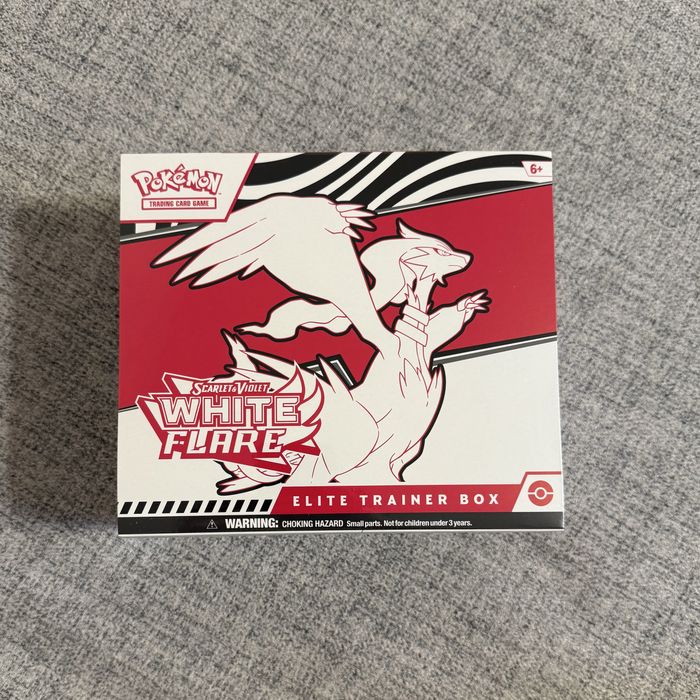 POKéMON
TRADING CARD GAME
6+
SCARLET & VIOLET
WHITE
FLARE
ELITE TRAINER BOX
WARNING: CHOKING HAZARD Small parts. Not for children under 3 years.